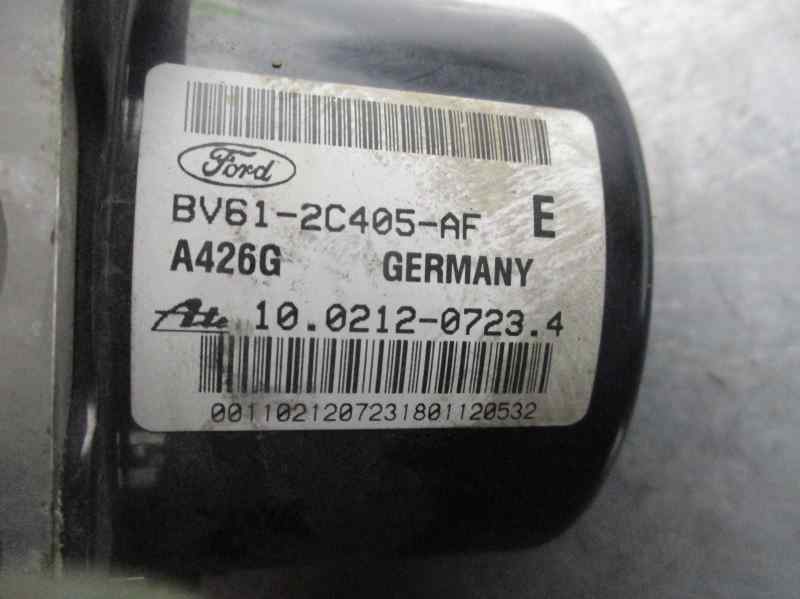 Ford
BV61-2C405-AF E
A426G GERMANY
Ate 10.0212-0723.4
0011021207231801120532